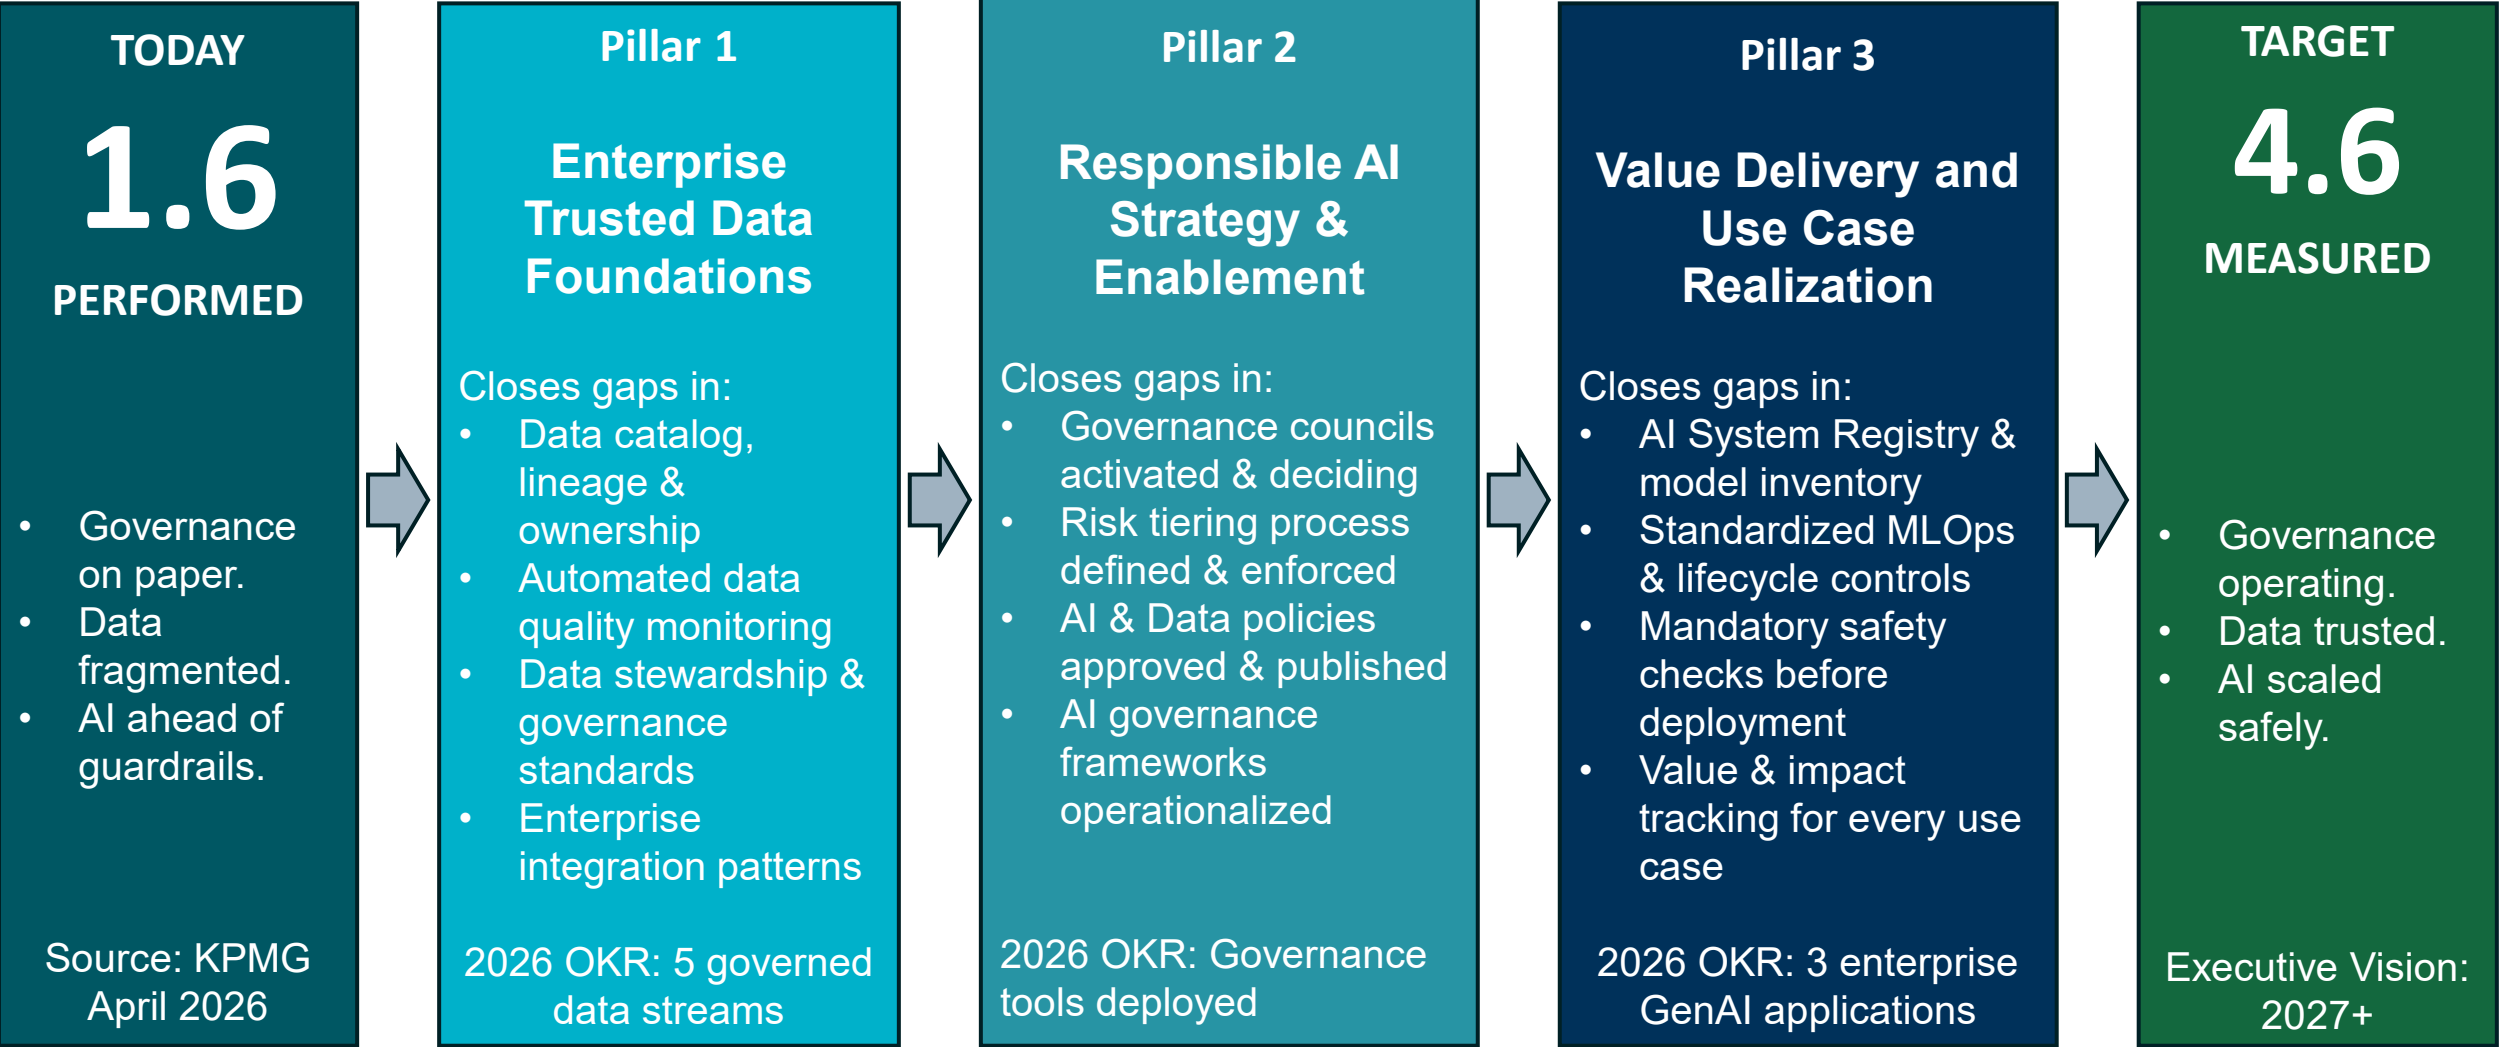 TODAY
1.6
PERFORMED
• Governance
on paper.
• Data
fragmented.
• AI ahead of
guardrails.
Source: KPMG
April 2026
Pillar 1
Enterprise
Trusted Data
Foundations
Closes gaps in:
• Data catalog,
lineage &
ownership
• Automated data
quality monitoring
• Data stewardship &
governance
standards
• Enterprise
integration patterns
2026 OKR: 5 governed
data streams
Pillar 2
Responsible AI
Strategy &
Enablement
Closes gaps in:
• Governance councils
activated & deciding
• Risk tiering process
defined & enforced
• AI & Data policies
approved & published
• AI governance
frameworks
operationalized
2026 OKR: Governance
tools deployed
Pillar 3
Value Delivery and
Use Case
Realization
Closes gaps in:
• AI System Registry &
model inventory
• Standardized MLOps
& lifecycle controls
• Mandatory safety
checks before
deployment
• Value & impact
tracking for every use
case
2026 OKR: 3 enterprise
GenAI applications
TARGET
4.6
MEASURED
• Governance
operating.
• Data trusted.
• AI scaled
safely.
Executive Vision:
2027+